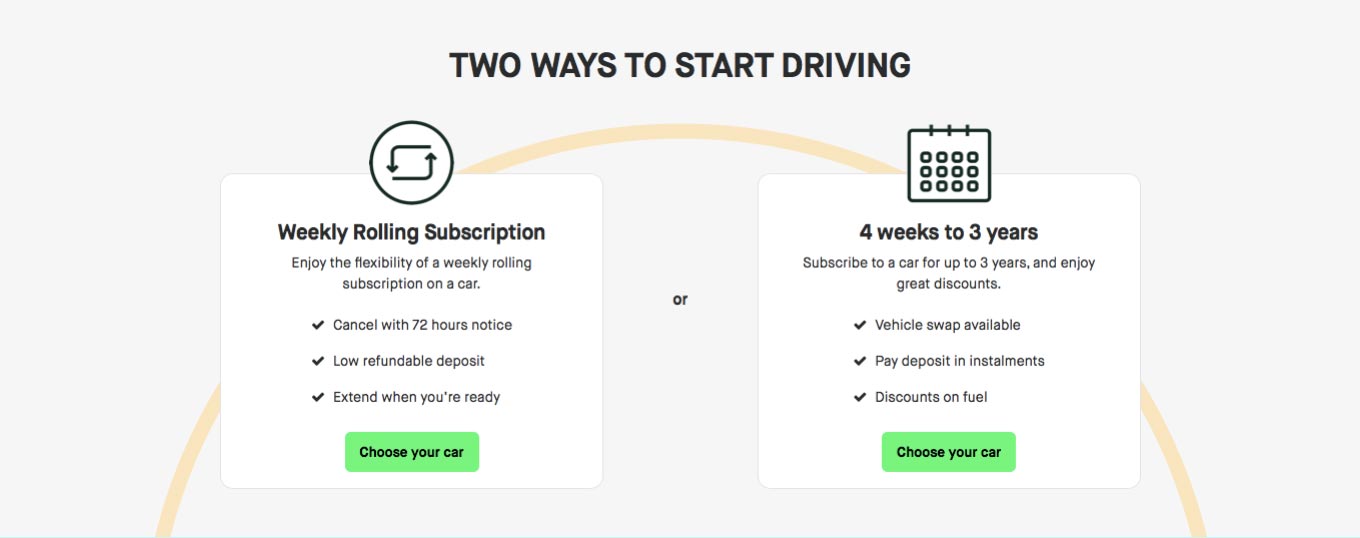 TWO WAYS TO START DRIVING
Weekly Rolling Subscription
Enjoy the flexibility of a weekly rolling
subscription on a car.
Cancel with 72 hours notice
Low refundable deposit
Extend when you're ready
Choose your car
or
4 weeks to 3 years
Subscribe to a car for up to 3 years, and enjoy
great discounts.
Vehicle swap available
Pay deposit in instalments
Discounts on fuel
Choose your car